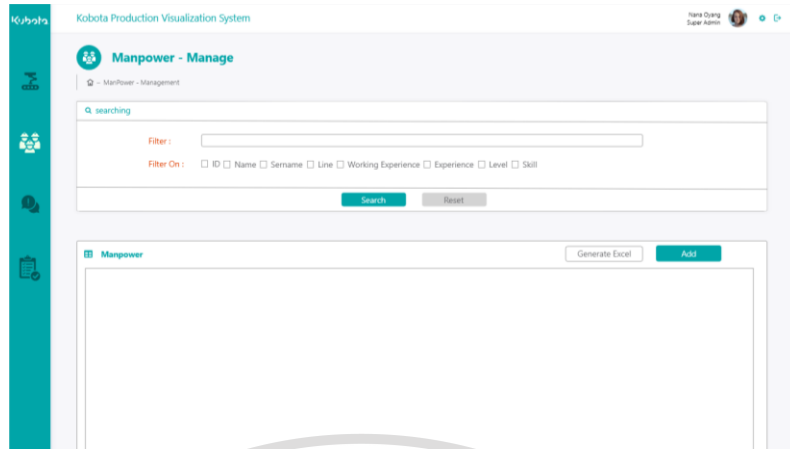 Kubota
Kobota Production Visualization System
Nana Oyang
Super Admin
Manpower - Manage
– ManPower - Management
searching
Filter :
Filter On : ID Name Sername Line Working Experience Experience Level Skill
Search Reset
Manpower
Generate Excel Add